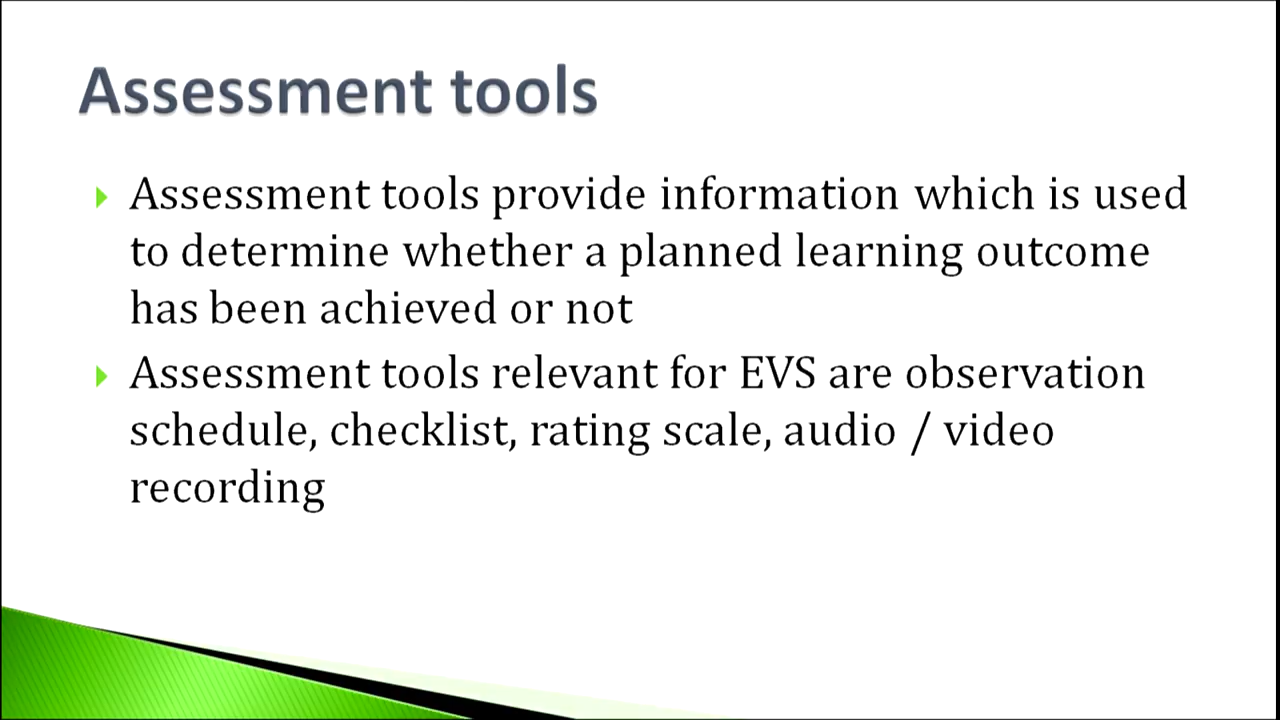 Assessment tools
Assessment tools provide information which is used
to determine whether a planned learning outcome
has been achieved or not
Assessment tools relevant for EVS are observation
schedule, checklist, rating scale, audio / video
recording